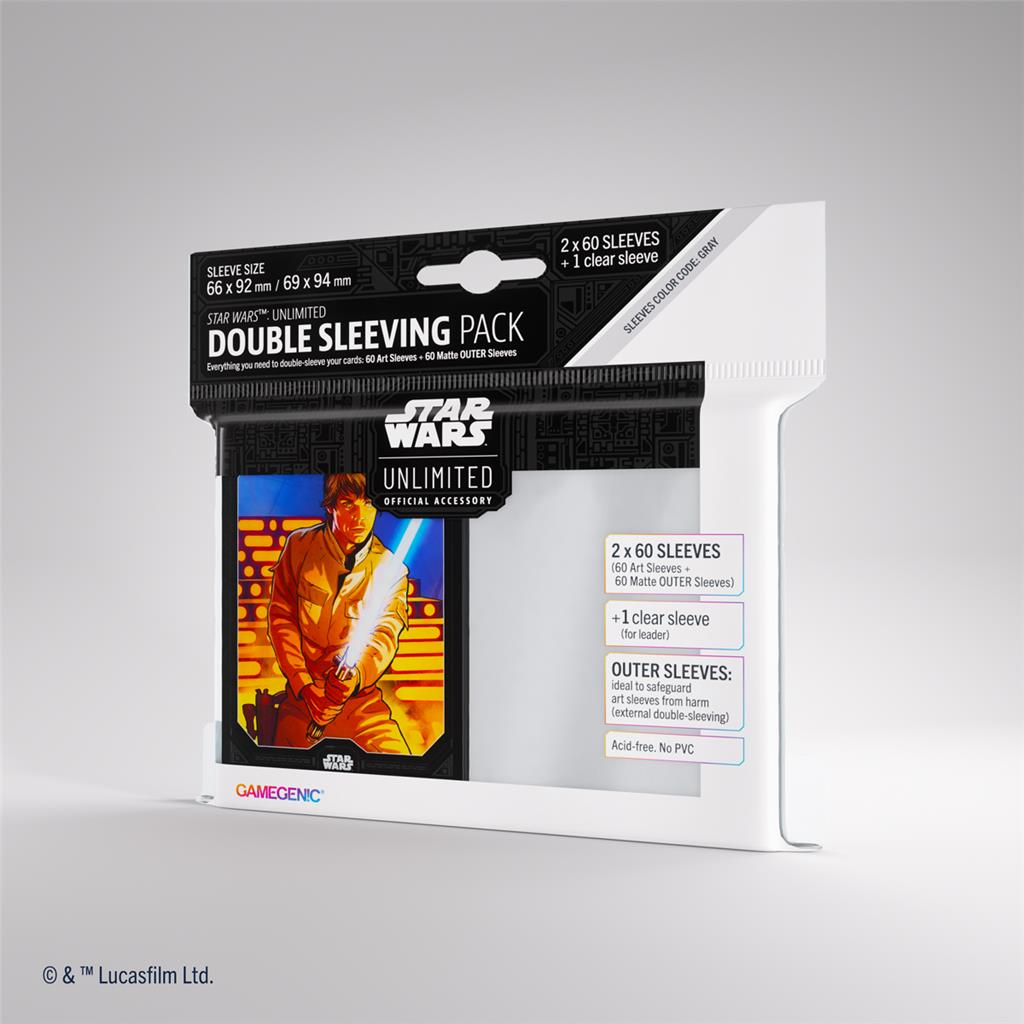 SLEEVE SIZE
66 x 92 mm / 69 x 94 mm
2 x 60 SLEEVES
+ 1 clear sleeve
SLEEVES COLOR CODE: GRAY
STAR WARS™: UNLIMITED
DOUBLE SLEEVING PACK
Everything you need to double-sleeve your cards: 60 Art Sleeves + 60 Matte OUTER Sleeves
STAR
WARS
UNLIMITED
OFFICIAL ACCESSORY
2 x 60 SLEEVES
(60 Art Sleeves +
60 Matte OUTER Sleeves)
+1 clear sleeve
(for leader)
OUTER SLEEVES:
ideal to safeguard
art sleeves from harm
(external double-sleeving)
Acid-free. No PVC
STAR
WARS
GAMEGEN!C®
© & ™ Lucasfilm Ltd.